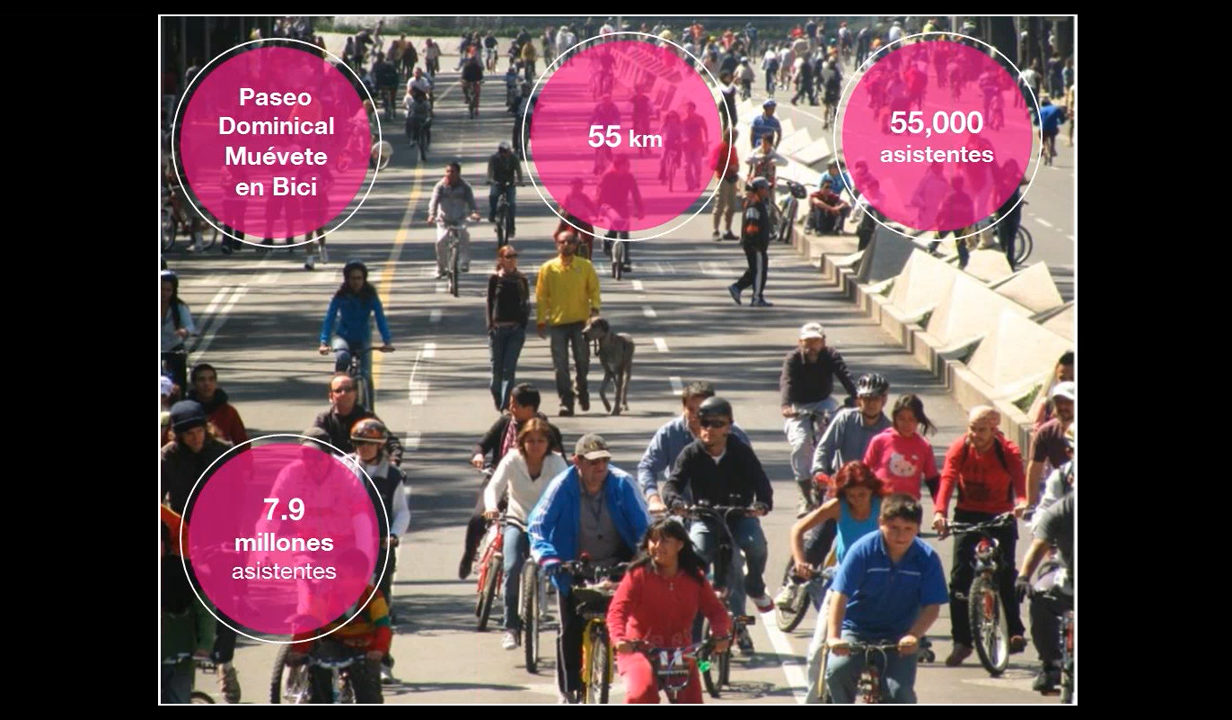 Paseo
Dominical
Muévete
en Bici
55 km
55,000
asistentes
7.9
millones
asistentes